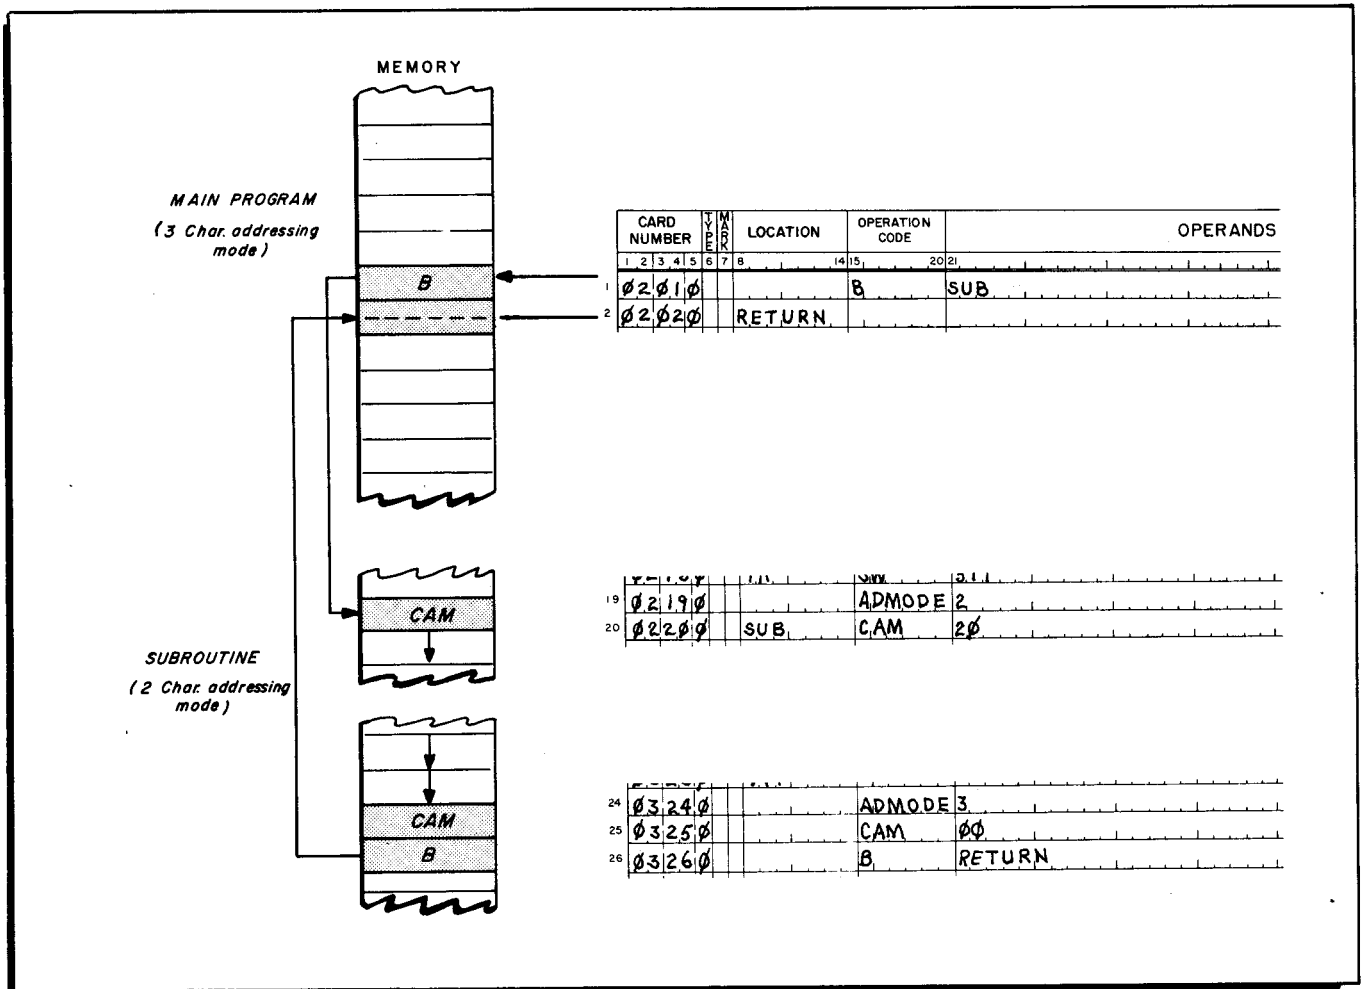 MEMORY
MAIN PROGRAM
(3 Char. addressing
mode)
CARD NUMBER TYPE MARK LOCATION OPERATION CODE OPERANDS
1 2 3 4 5 6 7 8 14 15 20 21
B
1 Ø2Ø1Ø B SUB
2 Ø2Ø2Ø RETURN
19 Ø219Ø ADMODE 2
CAM
20 Ø22ØØ SUB CAM 2Ø
SUBROUTINE
(2 Char. addressing
mode)
24 Ø324Ø ADMODE 3
CAM
25 Ø325Ø CAM ØØ
B
26 Ø326Ø B RETURN